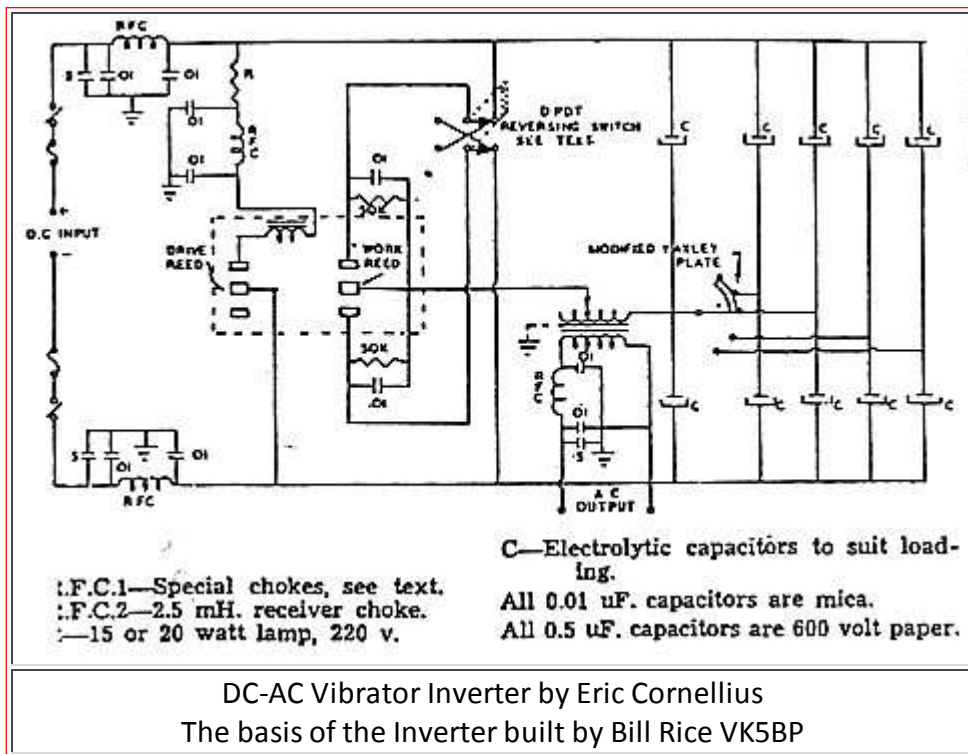 RFC
S
01
01
R
01
RFC
01
DPDT
REVERSING SWITCH
SEE TEXT
C
C
C
C
C
+
D.C INPUT
-
01
DRIVE
REED
WORK
REED
MODIFIED YAXLEY
PLATE
30K
.01
RFC
01
01
.5
C
C
C
C
C
S
01
01
RFC
A C
OUTPUT
C—Electrolytic capacitors to suit load-
ing.
All 0.01 uF. capacitors are mica.
All 0.5 uF. capacitors are 600 volt paper.
.F.C.1—Special chokes, see text.
.F.C.2—2.5 mH. receiver choke.
—15 or 20 watt lamp, 220 v.
DC-AC Vibrator Inverter by Eric Cornellius
The basis of the Inverter built by Bill Rice VK5BP